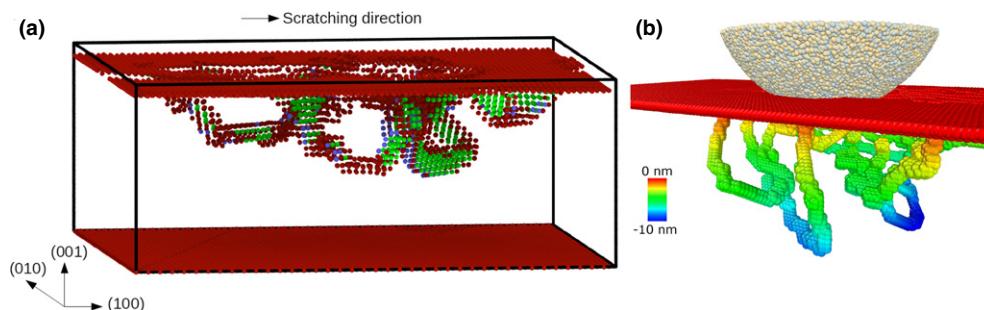 Scratching direction
(a)
(b)
0 nm
-10 nm
(001)
(010)
(100)